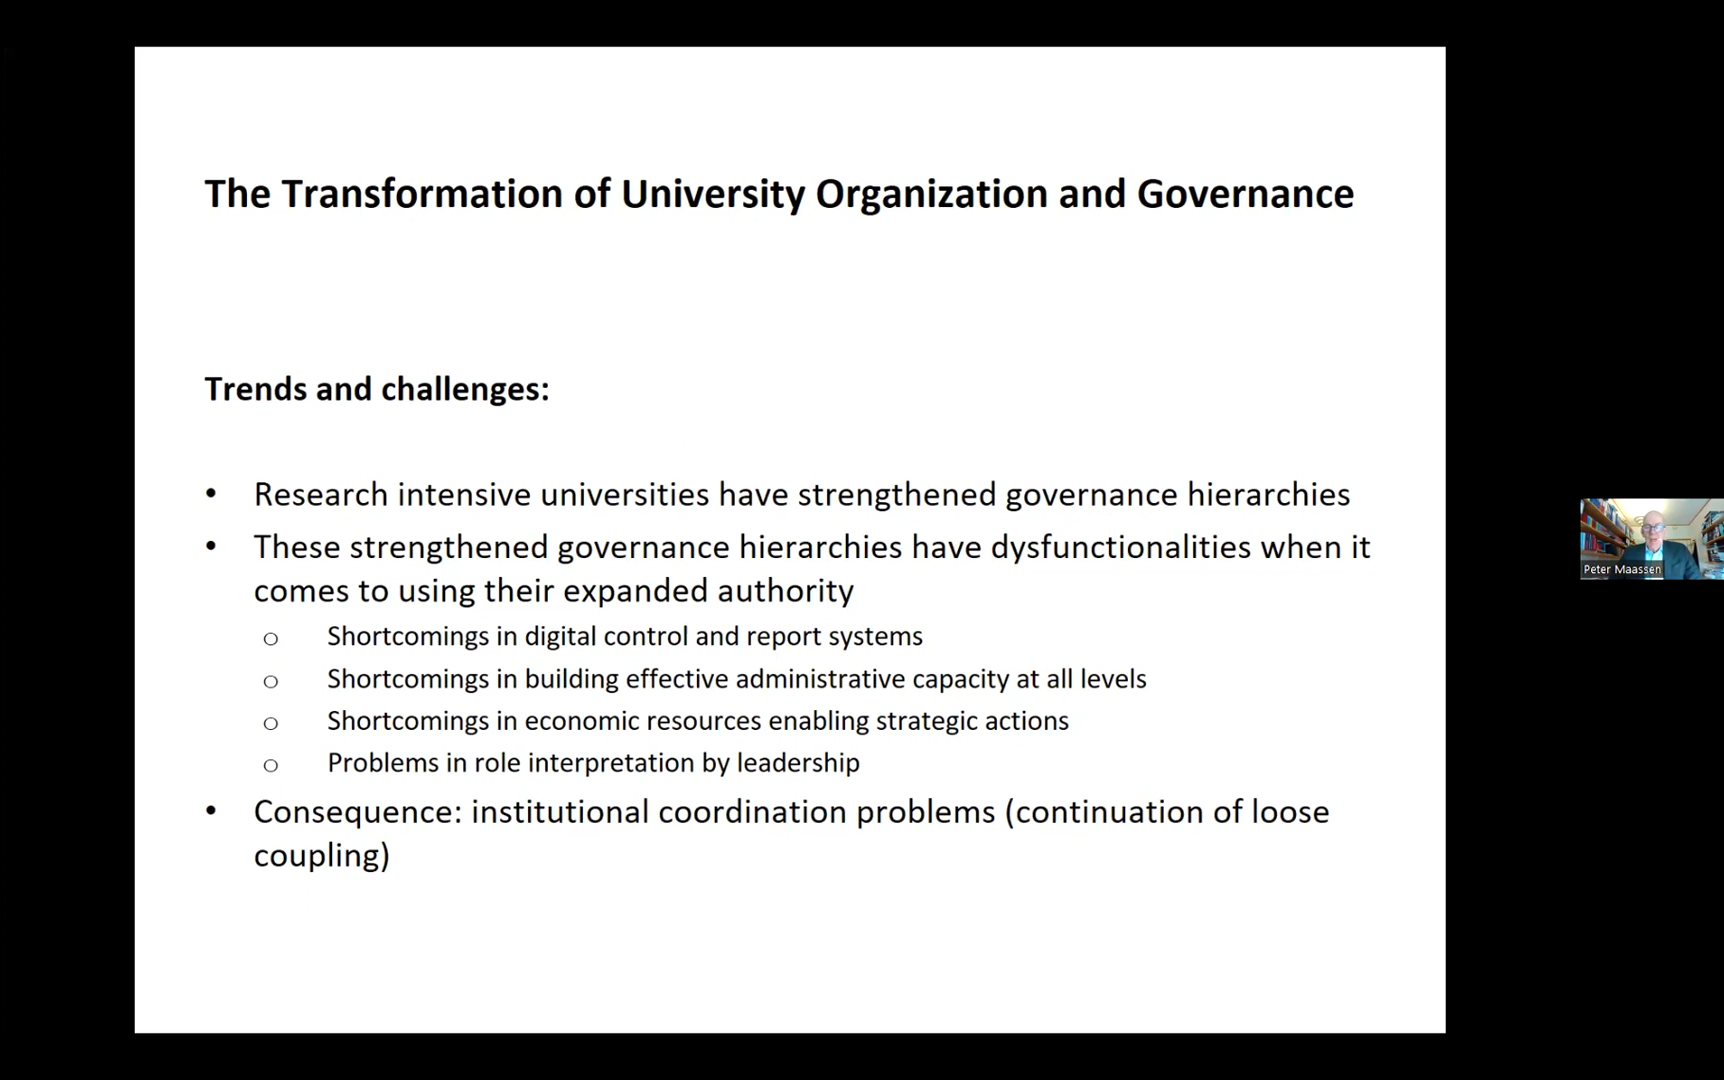 The Transformation of University Organization and Governance
Trends and challenges:
• Research intensive universities have strengthened governance hierarchies
• These strengthened governance hierarchies have dysfunctionalities when it
comes to using their expanded authority
o Shortcomings in digital control and report systems
o Shortcomings in building effective administrative capacity at all levels
o Shortcomings in economic resources enabling strategic actions
o Problems in role interpretation by leadership
• Consequence: institutional coordination problems (continuation of loose
coupling)
Peter Maassen